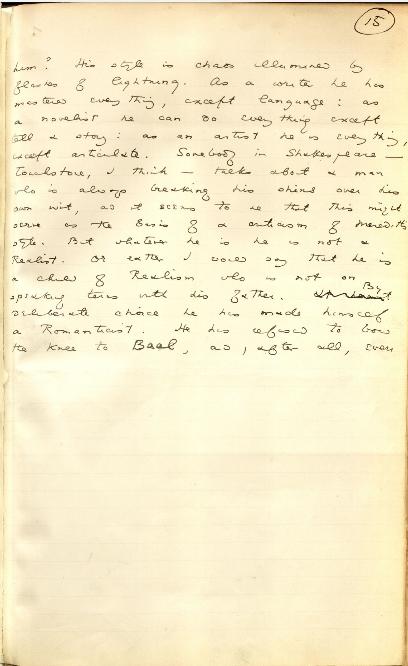 15
him? His style is chaos illumined by
flashes of lightning. As a writer he has
mastered everything, except language: as
a novelist he can do everything except
tell a story: as an artist he is everything,
except articulate. Somebody in Shakespeare —
Touchstone, I think — talks about a man
who is always breaking his shins over his
own wit, and it seems to me that this might
serve as the basis of a criticism of Meredith's
style. But whatever he is he is not a
Realist. Or rather I would say that he is
a child of Realism who is not on
speaking terms with his father. By
deliberate choice he has made himself
a Romanticist. He has refused to bow
the knee to Baal, and, after all, even